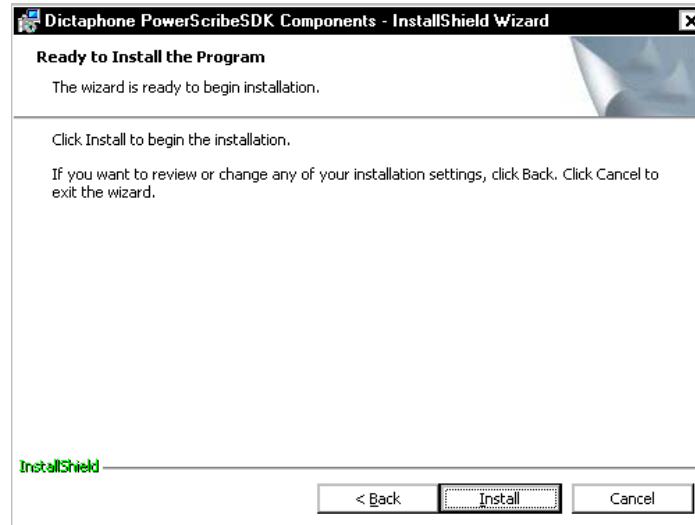 Dictaphone PowerScribeSDK Components - InstallShield Wizard
Ready to Install the Program
The wizard is ready to begin installation.
Click Install to begin the installation.
If you want to review or change any of your installation settings, click Back. Click Cancel to
exit the wizard.
InstallShield
< Back Install Cancel